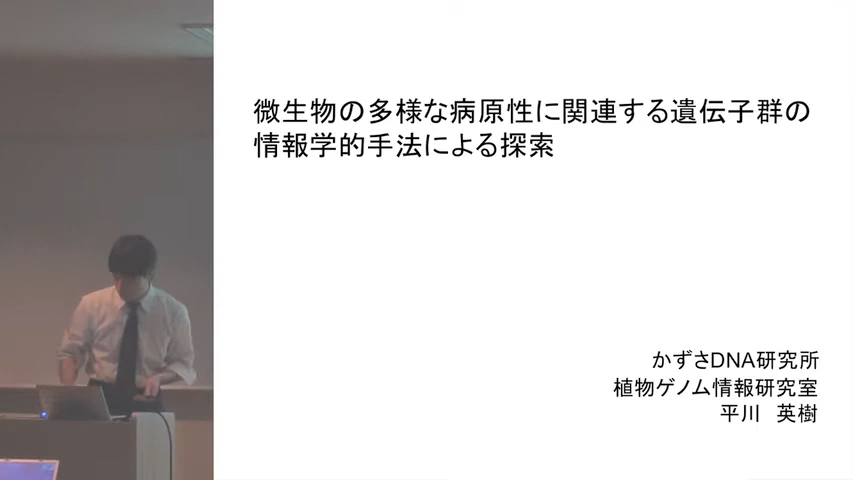 微生物の多様な病原性に関連する遺伝子群の
情報学的手法による探索
かずさDNA研究所
植物ゲノム情報研究室
平川　英樹